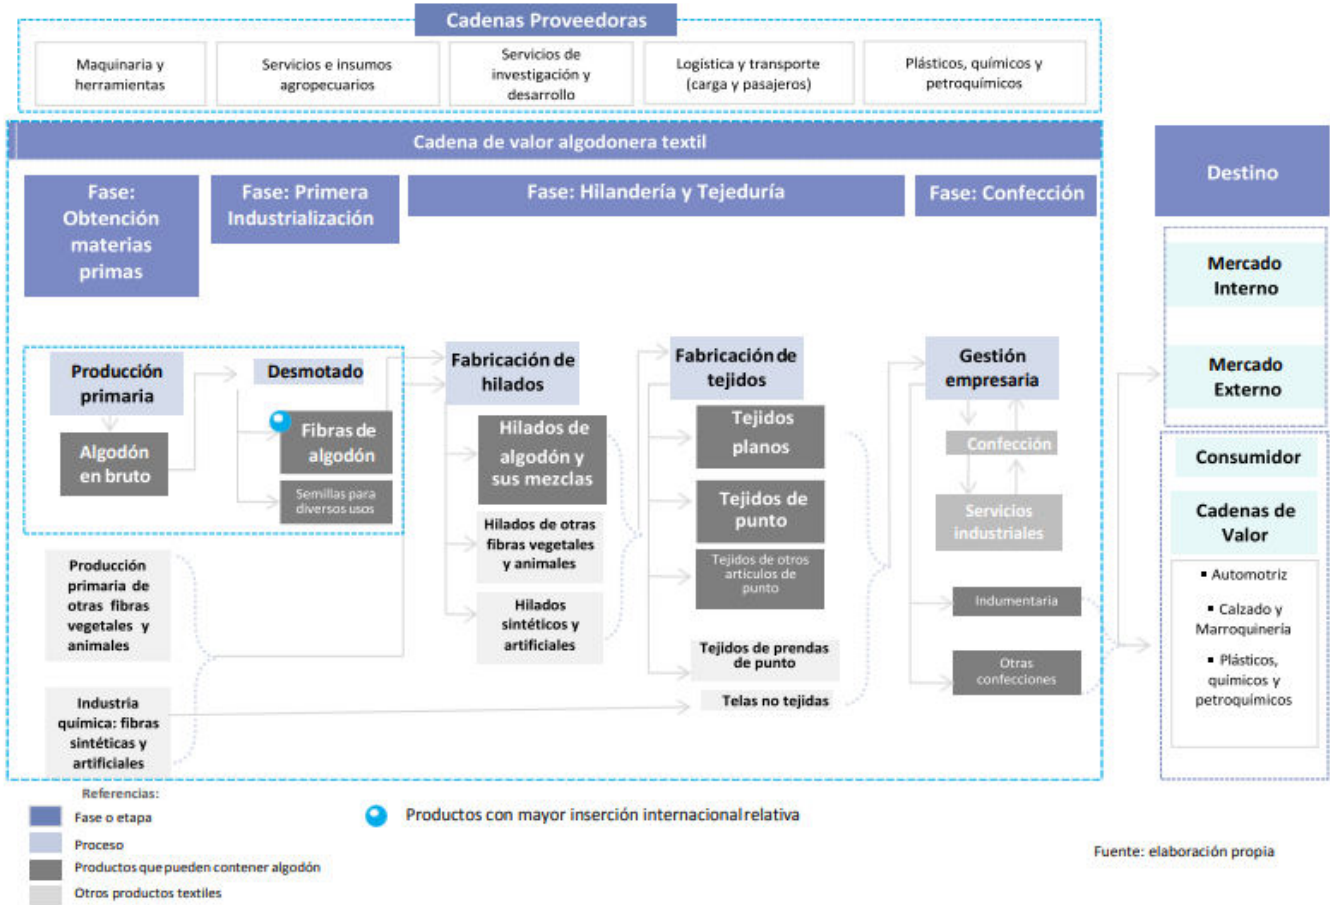 Cadenas Proveedoras
Maquinaria y
herramientas
Servicios e insumos
agropecuarios
Servicios de
investigación y
desarrollo
Logística y transporte
(carga y pasajeros)
Plásticos, químicos y
petroquímicos
Cadena de valor algodonera textil
Fase:
Obtención
materias
primas
Fase: Primera
Industrialización
Fase: Hilandería y Tejeduría
Fase: Confección
Destino
Mercado
Interno
Mercado
Externo
Consumidor
Cadenas de
Valor
▪ Automotriz
▪ Calzado y
Marroquinería
▪ Plásticos,
químicos y
petroquímicos
Producción
primaria
Algodón
en bruto
Desmotado
Fibras de
algodón
Semillas para
diversos usos
Producción
primaria de
otras fibras
vegetales y
animales
Industria
química: fibras
sintéticas y
artificiales
Fabricación de
hilados
Hilados de
algodón y
sus mezclas
Hilados de otras
fibras vegetales
y animales
Hilados
sintéticos y
artificiales
Fabricación de
tejidos
Tejidos
planos
Tejidos de
punto
Tejidos de otros
artículos de
punto
Tejidos de prendas
de punto
Telas no tejidas
Gestión
empresaria
Confección
Servicios
industriales
Indumentaria
Otras
confecciones
Referencias:
Fase o etapa
Proceso
Productos que pueden contener algodón
Otros productos textiles
Productos con mayor inserción internacional relativa
Fuente: elaboración propia